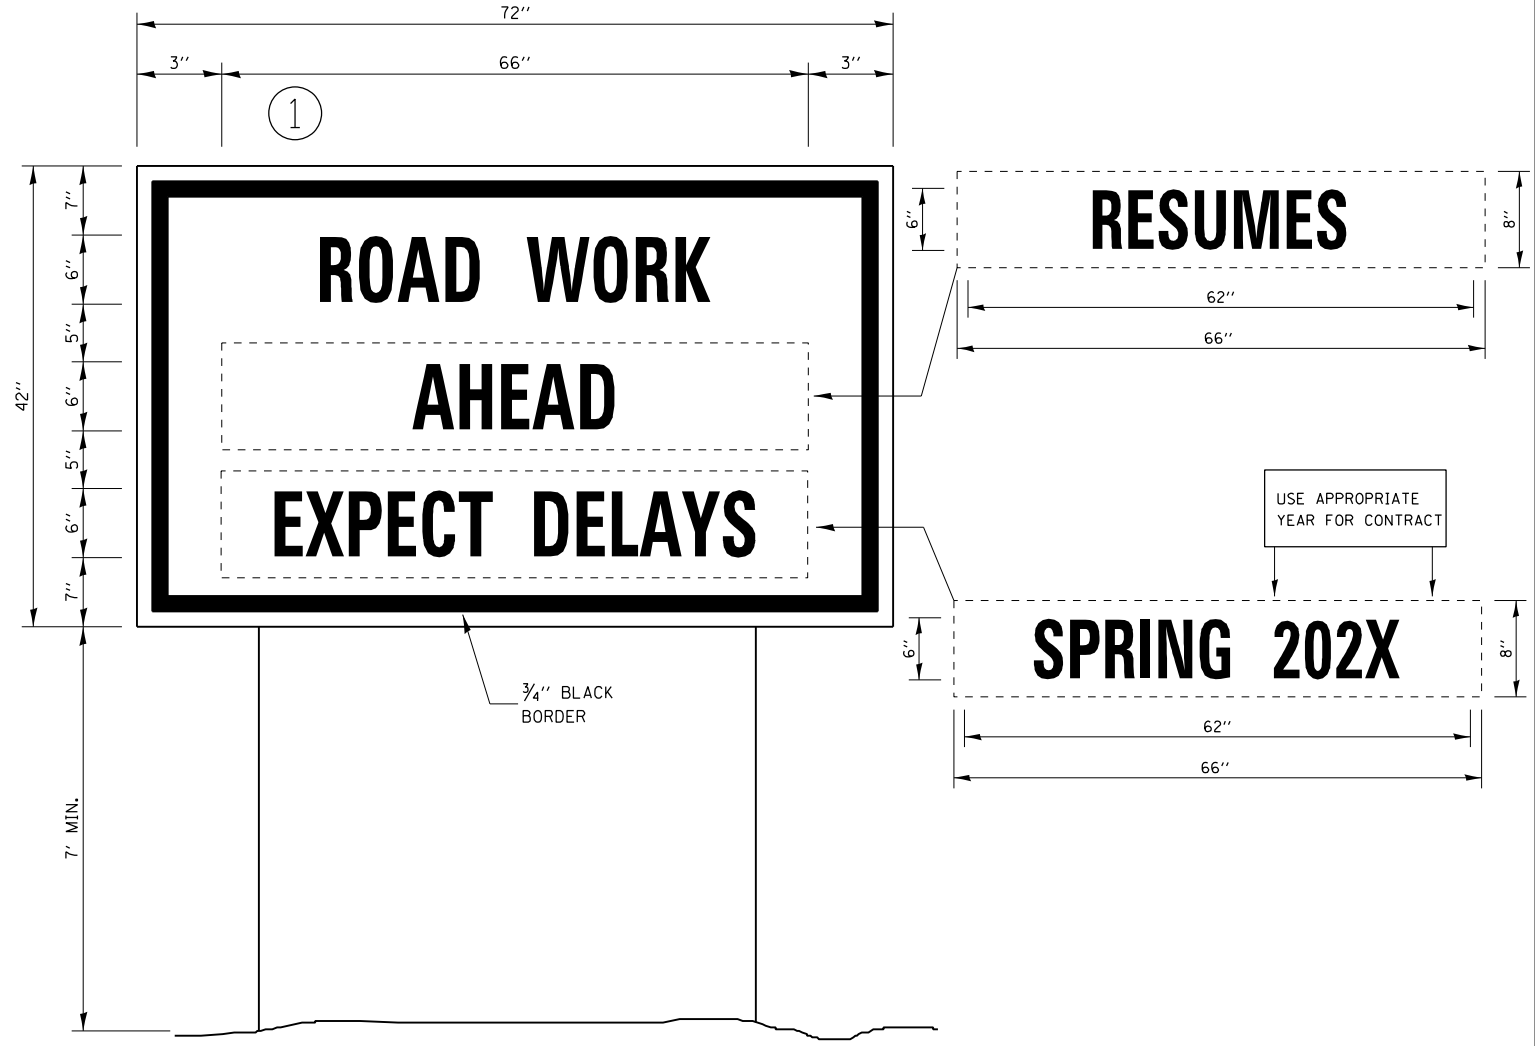 72''
3'' 66'' 3''
1
7''
6''
5''
6''
5''
6''
7''
42''
7' MIN.
ROAD WORK
AHEAD
EXPECT DELAYS
3/4'' BLACK
BORDER
6''
RESUMES
8''
62''
66''
USE APPROPRIATE
YEAR FOR CONTRACT
6''
SPRING 202X
8''
62''
66''